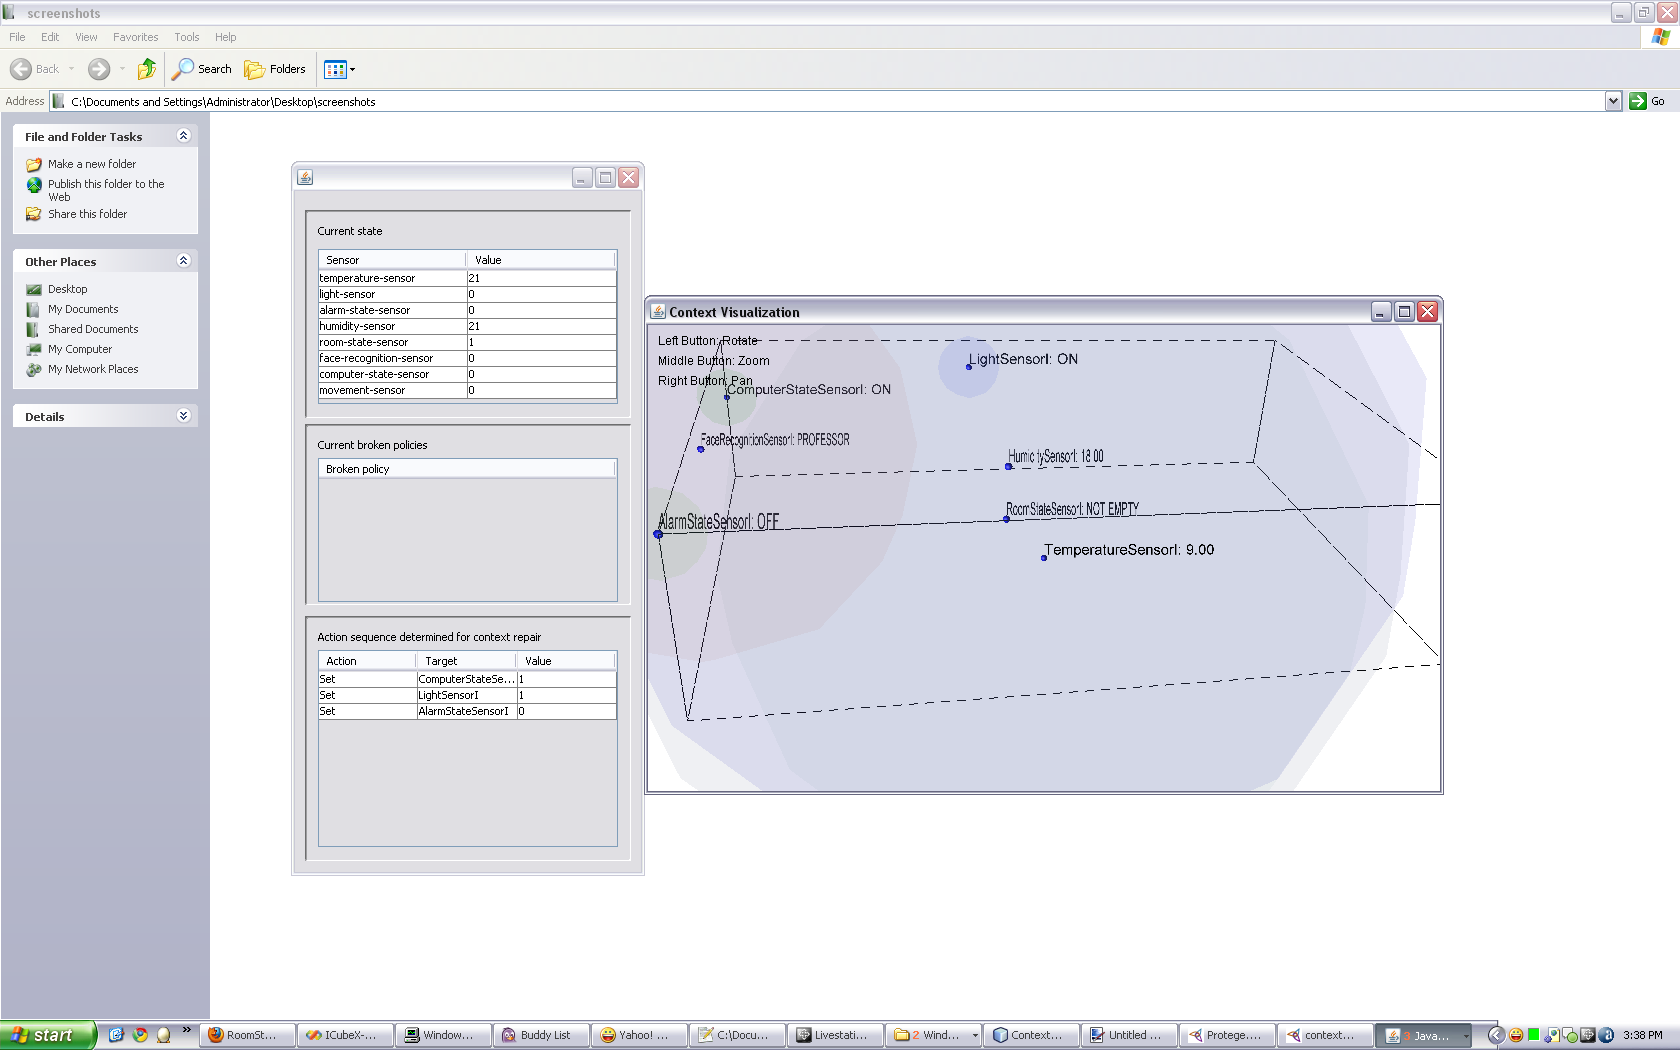 screenshots
File Edit View Favorites Tools Help
Back Search Folders
Address C:\Documents and Settings\Administrator\Desktop\screenshots Go
File and Folder Tasks
Make a new folder
Publish this folder to the
Web
Share this folder
Other Places
Desktop
My Documents
Shared Documents
My Computer
My Network Places
Details
Current state
Sensor Value
temperature-sensor 21
light-sensor 0
alarm-state-sensor 0
humidity-sensor 21
room-state-sensor 1
face-recognition-sensor 0
computer-state-sensor 0
movement-sensor 0
Current broken policies
Broken policy
Action sequence determined for context repair
Action Target Value
Set ComputerStateSe... 1
Set LightSensorI 1
Set AlarmStateSensorI 0
Context Visualization
Left Button: Rotate
Middle Button: Zoom
Right Button: Pan
LightSensorI: ON
ComputerStateSensorI: ON
FaceRecognitionSensorI: PROFESSOR
HumiditySensorI: 18.00
RoomStateSensorI: NOT EMPTY
AlarmStateSensorI: OFF
TemperatureSensorI: 9.00
start RoomSt... ICubeX-... Window... Buddy List Yahoo! ... C:\Docu... Livestati... 2 Wind... Context... Untitled ... Protege.... context... 3 Java... 3:38 PM